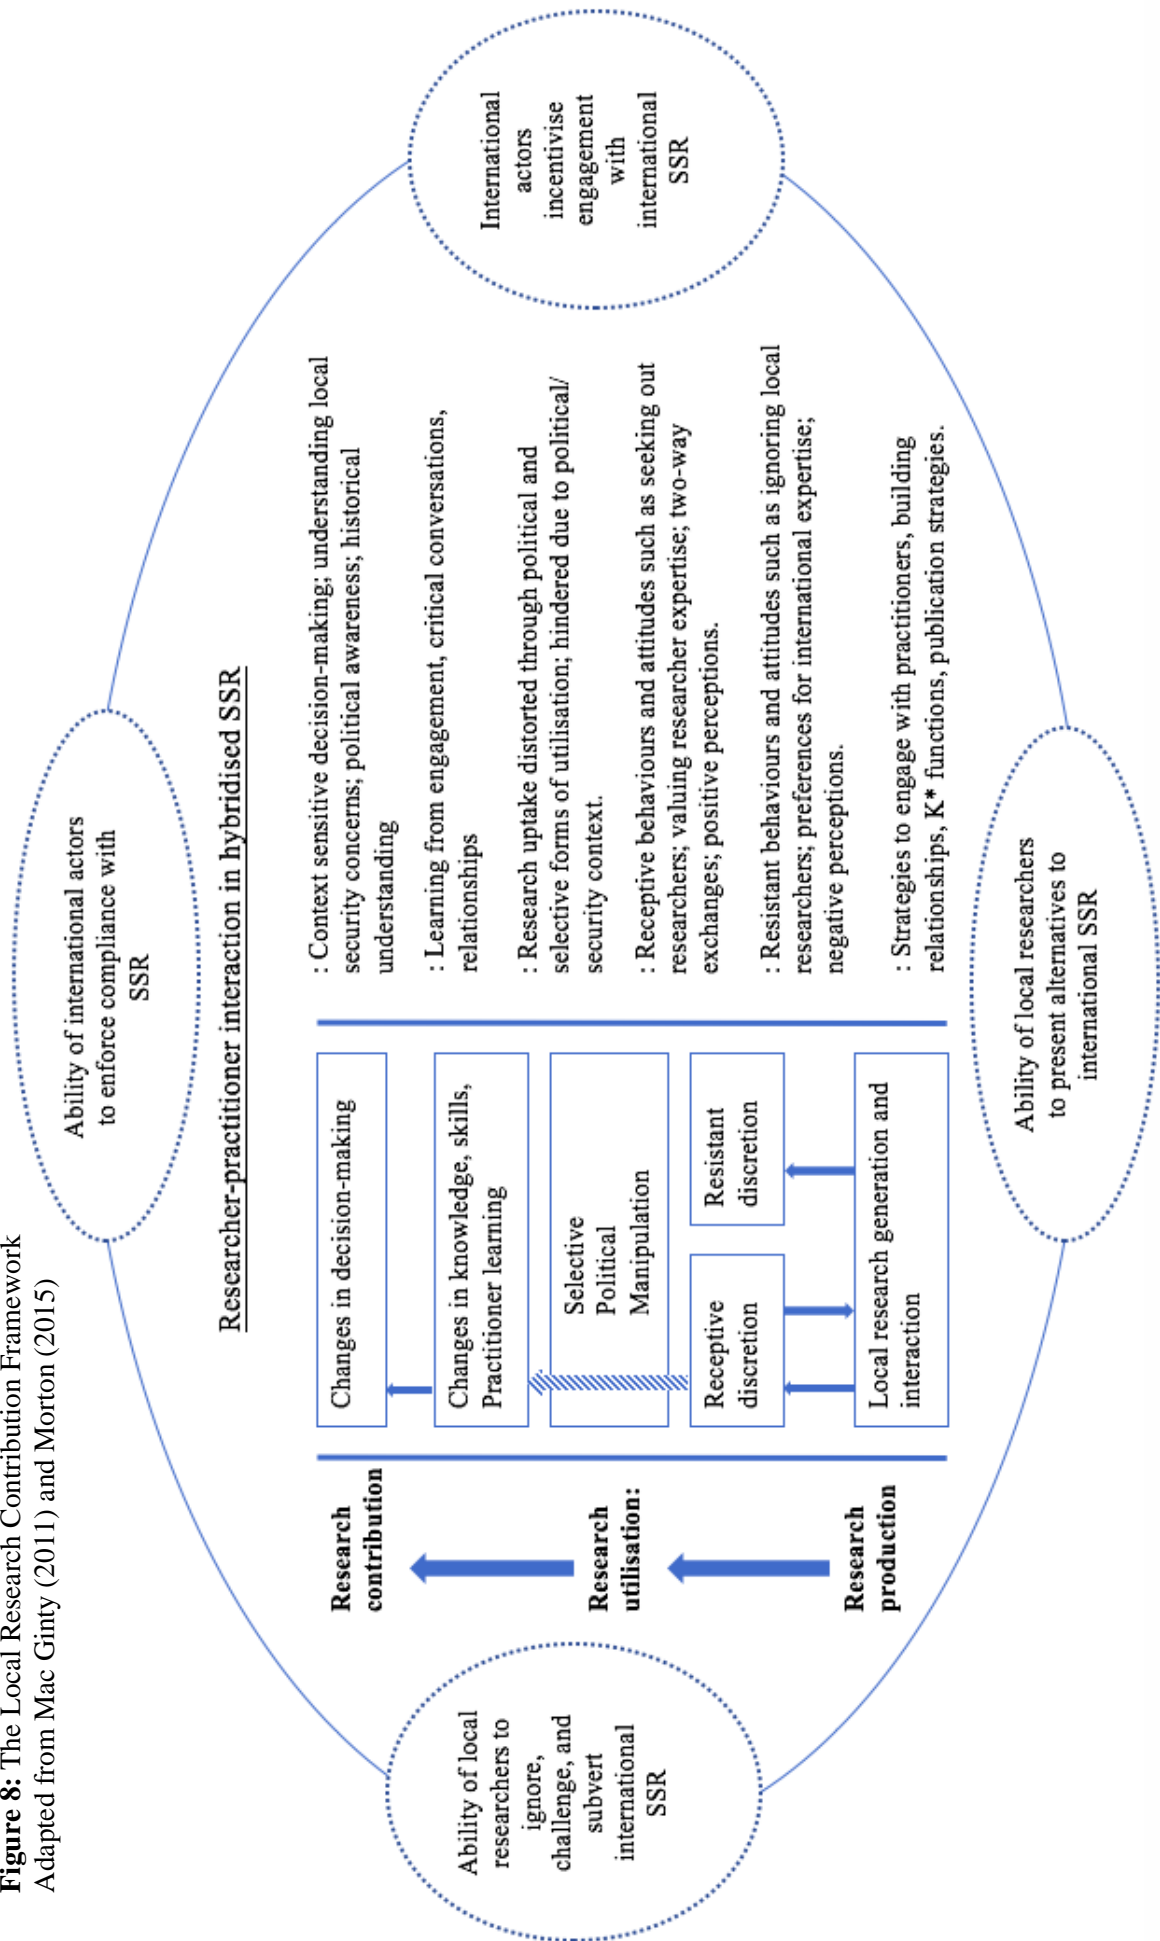 Figure 8: The Local Research Contribution Framework
Adapted from Mac Ginty (2011) and Morton (2015)
Ability of international actors
to enforce compliance with
SSR
Researcher-practitioner interaction in hybridised SSR
Ability of local
researchers to
ignore,
challenge, and
subvert
international
SSR
Research
contribution
Research
utilisation:
Research
production
Changes in decision-making
Changes in knowledge, skills,
Practitioner learning
Selective
Political
Manipulation
Receptive
discretion
Resistant
discretion
Local research generation and
interaction
: Context sensitive decision-making; understanding local
security concerns; political awareness; historical
understanding
: Learning from engagement, critical conversations,
relationships
: Research uptake distorted through political and
selective forms of utilisation; hindered due to political/
security context.
: Receptive behaviours and attitudes such as seeking out
researchers; valuing researcher expertise; two-way
exchanges; positive perceptions.
: Resistant behaviours and attitudes such as ignoring local
researchers; preferences for international expertise;
negative perceptions.
: Strategies to engage with practitioners, building
relationships, K* functions, publication strategies.
International
actors
incentivise
engagement
with
international
SSR
Ability of local researchers
to present alternatives to
international SSR